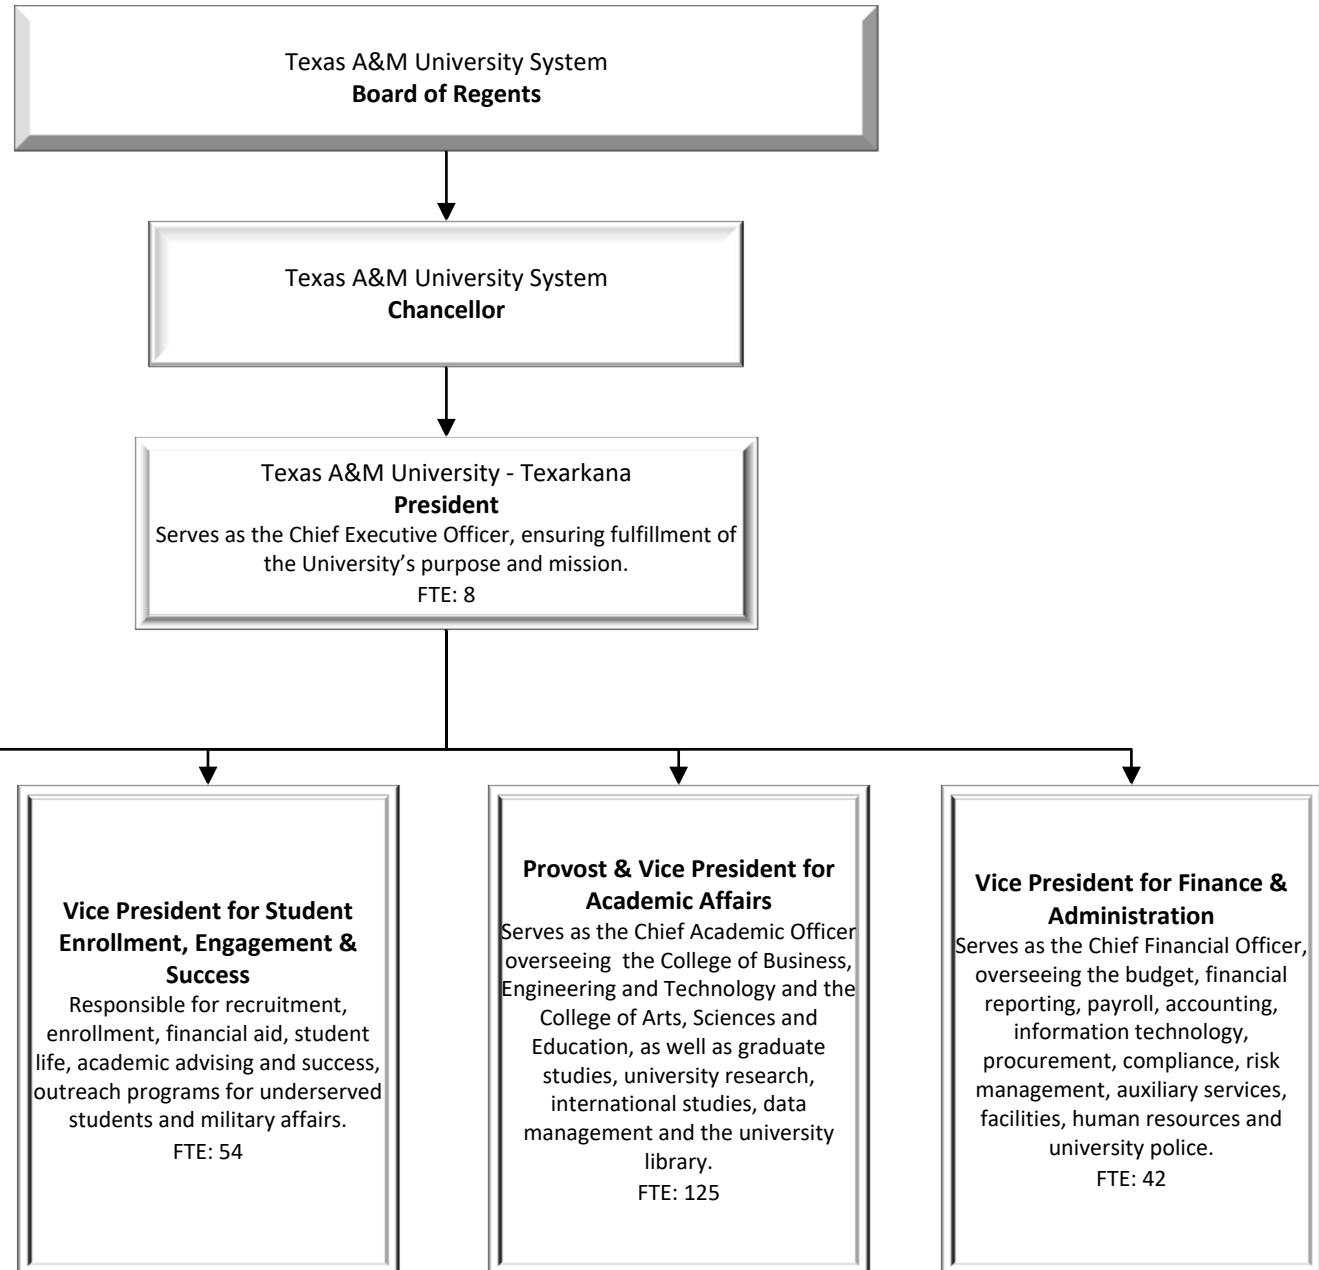 Texas A&M University System
Board of Regents
Texas A&M University System
Chancellor
Texas A&M University - Texarkana
President
Serves as the Chief Executive Officer, ensuring fulfillment of
the University’s purpose and mission.
FTE: 8
Vice President for Student
Enrollment, Engagement &
Success
Responsible for recruitment,
enrollment, financial aid, student
life, academic advising and success,
outreach programs for underserved
students and military affairs.
FTE: 54
Provost & Vice President for
Academic Affairs
Serves as the Chief Academic Officer
overseeing  the College of Business,
Engineering and Technology and the
College of Arts, Sciences and
Education, as well as graduate
studies, university research,
international studies, data
management and the university
library.
FTE: 125
Vice President for Finance &
Administration
Serves as the Chief Financial Officer,
overseeing the budget, financial
reporting, payroll, accounting,
information technology,
procurement, compliance, risk
management, auxiliary services,
facilities, human resources and
university police.
FTE: 42